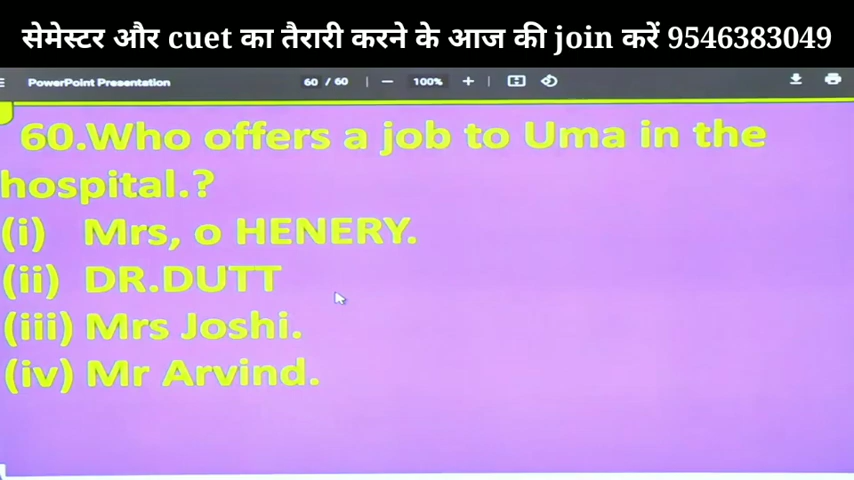 सेमेस्टर और cuet का तैरारी करने के आज की join करें 9546383049
PowerPoint Presentation 60 / 60 | − 100% + |
60.Who offers a job to Uma in the
hospital.?
(i) Mrs, o HENERY.
(ii) DR.DUTT
(iii) Mrs Joshi.
(iv) Mr Arvind.